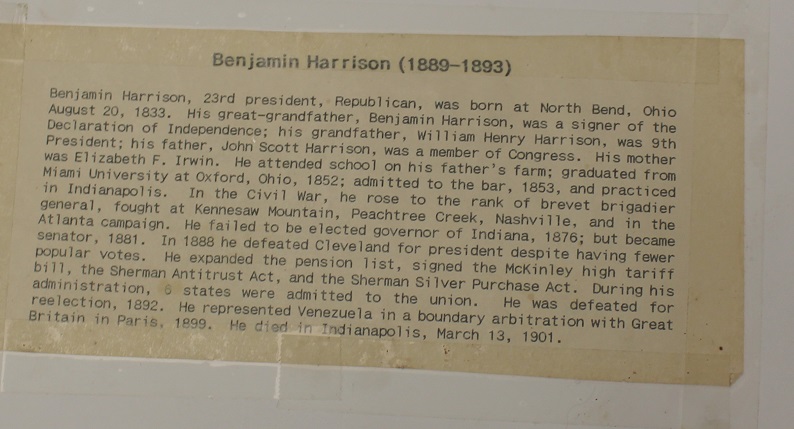 Benjamin Harrison (1889-1893)
Benjamin Harrison, 23rd president, Republican, was born at North Bend, Ohio
August 20, 1833. His great-grandfather, Benjamin Harrison, was a signer of the
Declaration of Independence; his grandfather, William Henry Harrison, was 9th
President; his father, John Scott Harrison, was a member of Congress. His mother
was Elizabeth F. Irwin. He attended school on his father's farm; graduated from
Miami University at Oxford, Ohio, 1852; admitted to the bar, 1853, and practiced
in Indianapolis. In the Civil War, he rose to the rank of brevet brigadier
general, fought at Kennesaw Mountain, Peachtree Creek, Nashville, and in the
Atlanta campaign. He failed to be elected governor of Indiana, 1876; but became
senator, 1881. In 1888 he defeated Cleveland for president despite having fewer
popular votes. He expanded the pension list, signed the McKinley high tariff
bill, the Sherman Antitrust Act, and the Sherman Silver Purchase Act. During his
administration, 6 states were admitted to the union. He was defeated for
reelection, 1892. He represented Venezuela in a boundary arbitration with Great
Britain in Paris, 1899. He died in Indianapolis, March 13, 1901.